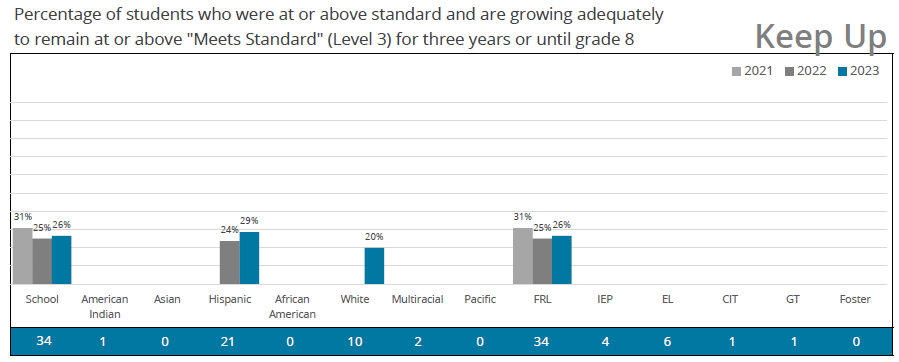 Percentage of students who were at or above standard and are growing adequately
to remain at or above "Meets Standard" (Level 3) for three years or until grade 8
Keep Up
2021 2022 2023
31% 25% 26% 24% 29% 20% 31% 25% 26%
School American Indian Asian Hispanic African American White Multiracial Pacific FRL IEP EL CIT GT Foster
34 1 0 21 0 10 2 0 34 4 6 1 1 0